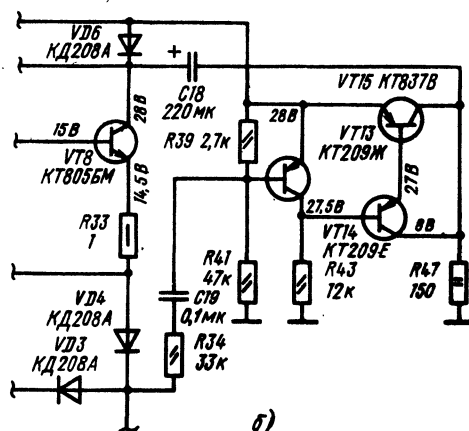 VD6
КД208А
+
C18
220 мк
28В
15В
VT8
КТ805БМ
14,5В
R33
1
VD4
КД208А
VD3
КД208А
R39 2,7к
28В
VT15 КТ837В
VT13
КТ209Ж
27В
27,5В
VT14
КТ209Е
8В
R41
47к
C19
0,1мк
R34
33к
R43
12к
R47
150
б)